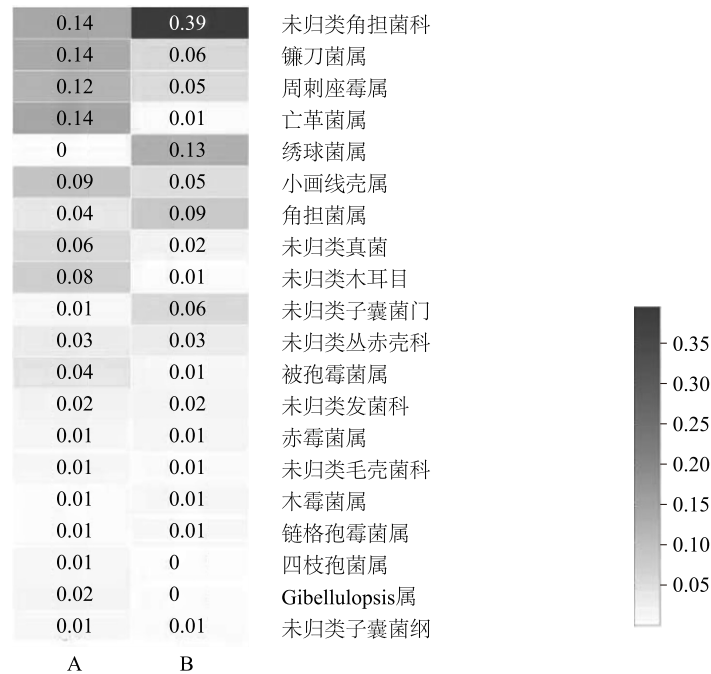 0.14 0.39 未归类角担菌科
0.14 0.06 镰刀菌属
0.12 0.05 周刺座霉属
0.14 0.01 亡革菌属
0 0.13 绣球菌属
0.09 0.05 小画线壳属
0.04 0.09 角担菌属
0.06 0.02 未归类真菌
0.08 0.01 未归类木耳目
0.01 0.06 未归类子囊菌门
0.03 0.03 未归类丛赤壳科
0.04 0.01 被孢霉菌属
0.02 0.02 未归类发菌科
0.01 0.01 赤霉菌属
0.01 0.01 未归类毛壳菌科
0.01 0.01 木霉菌属
0.01 0.01 链格孢霉菌属
0.01 0 四枝孢菌属
0.02 0 Gibellulopsis属
0.01 0.01 未归类子囊菌纲
A B
0.35
0.30
0.25
0.20
0.15
0.10
0.05